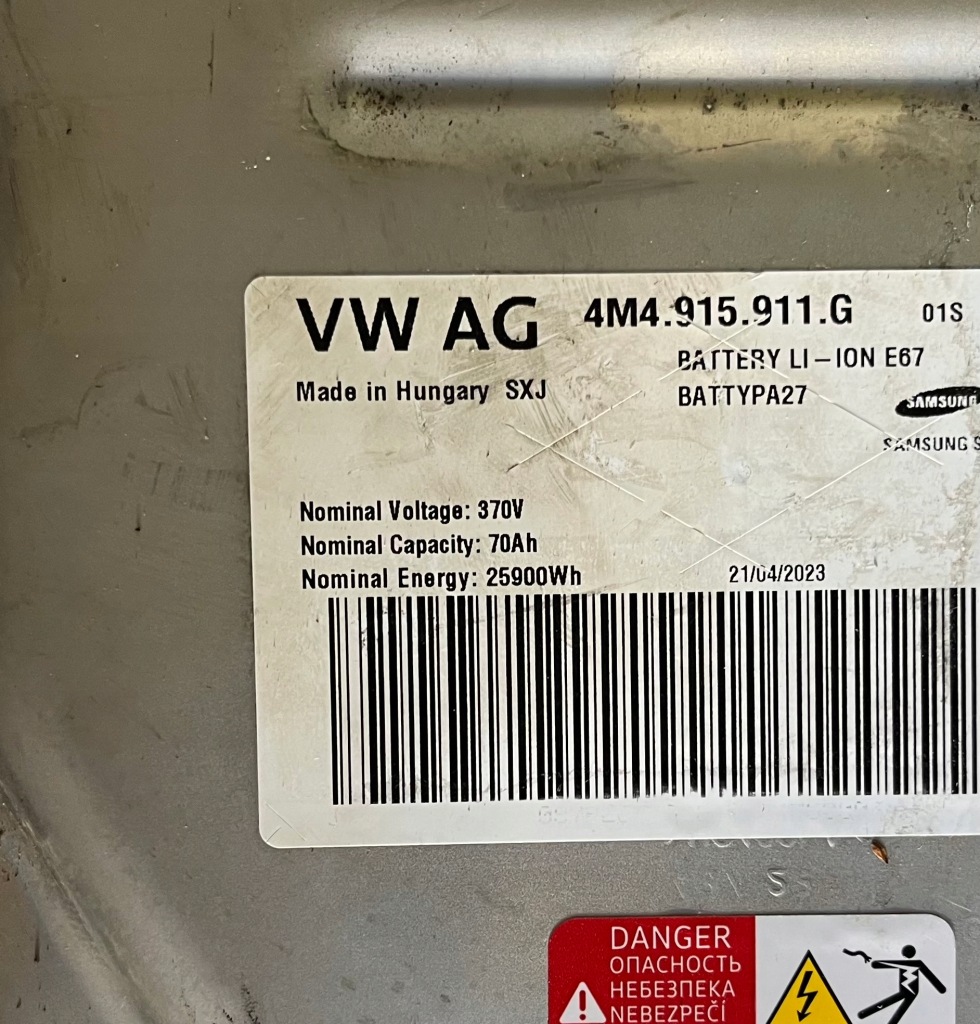 VW AG 4M4.915.911.G 01S
BATTERY LI-ION E67
Made in Hungary SXJ BATTYPA27
SAMSUNG
SAMSUNG S
Nominal Voltage: 370V
Nominal Capacity: 70Ah
Nominal Energy: 25900Wh 21/04/2023
DANGER
ОПАСНОСТЬ
НЕБЕЗПЕКА
NEBEZPEČÍ